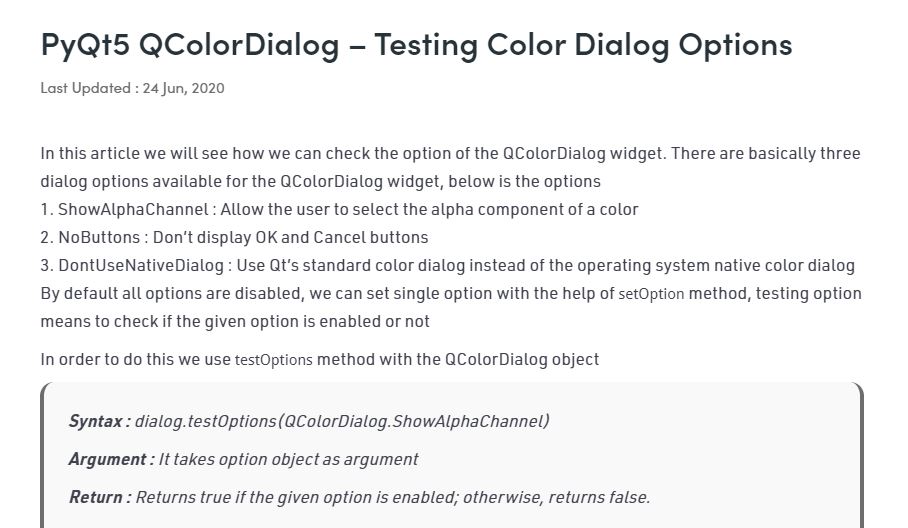 PyQt5 QColorDialog – Testing Color Dialog Options
Last Updated : 24 Jun, 2020
In this article we will see how we can check the option of the QColorDialog widget. There are basically three
dialog options available for the QColorDialog widget, below is the options
1. ShowAlphaChannel : Allow the user to select the alpha component of a color
2. NoButtons : Don’t display OK and Cancel buttons
3. DontUseNativeDialog : Use Qt’s standard color dialog instead of the operating system native color dialog
By default all options are disabled, we can set single option with the help of setOption method, testing option
means to check if the given option is enabled or not
In order to do this we use testOptions method with the QColorDialog object
Syntax : dialog.testOptions(QColorDialog.ShowAlphaChannel)
Argument : It takes option object as argument
Return : Returns true if the given option is enabled; otherwise, returns false.